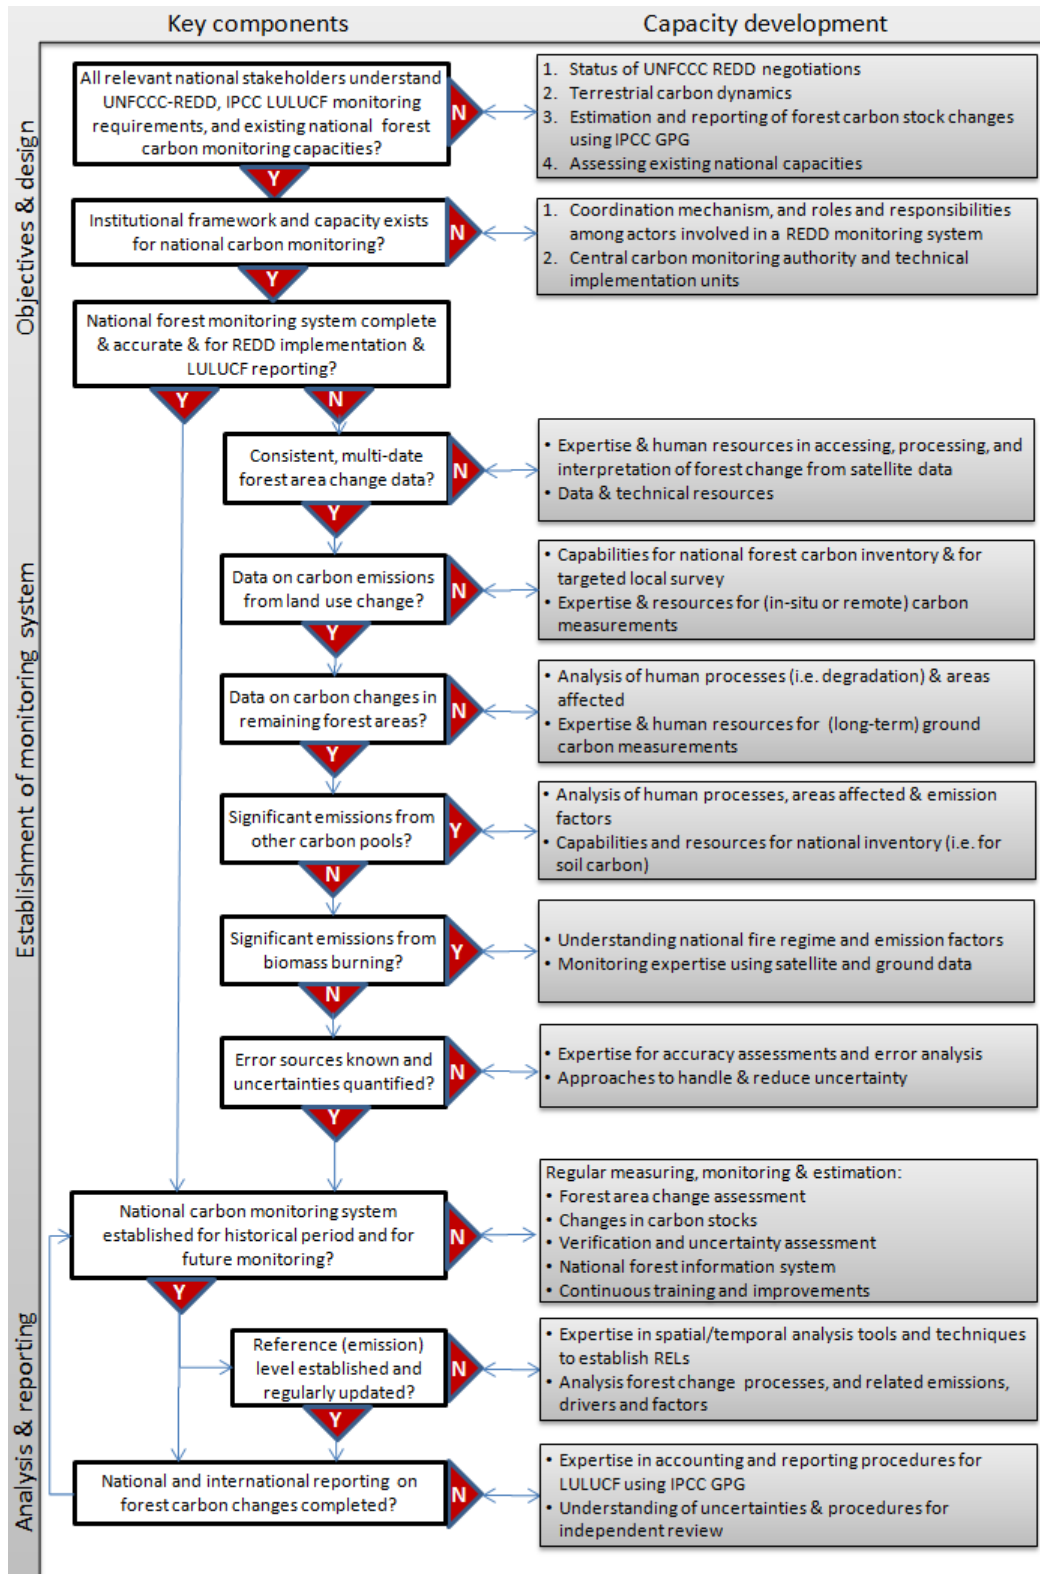 Key components
Capacity development
Objectives & design
All relevant national stakeholders understand
UNFCCC-REDD, IPCC LULUCF monitoring
requirements, and existing national forest
carbon monitoring capacities?
N
1. Status of UNFCCC REDD negotiations
2. Terrestrial carbon dynamics
3. Estimation and reporting of forest carbon stock changes
using IPCC GPG
4. Assessing existing national capacities
Y
Institutional framework and capacity exists
for national carbon monitoring?
N
1. Coordination mechanism, and roles and responsibilities
among actors involved in a REDD monitoring system
2. Central carbon monitoring authority and technical
implementation units
Y
National forest monitoring system complete
& accurate & for REDD implementation &
LULUCF reporting?
Y
N
Establishment of monitoring system
Consistent, multi-date
forest area change data?
N
• Expertise & human resources in accessing, processing, and
interpretation of forest change from satellite data
• Data & technical resources
Y
Data on carbon emissions
from land use change?
N
• Capabilities for national forest carbon inventory & for
targeted local survey
• Expertise & resources for (in-situ or remote) carbon
measurements
Y
Data on carbon changes in
remaining forest areas?
N
• Analysis of human processes (i.e. degradation) & areas
affected
• Expertise & human resources for (long-term) ground
carbon measurements
Y
Significant emissions from
other carbon pools?
Y
• Analysis of human processes, areas affected & emission
factors
• Capabilities and resources for national inventory (i.e. for
soil carbon)
N
Significant emissions from
biomass burning?
Y
• Understanding national fire regime and emission factors
• Monitoring expertise using satellite and ground data
N
Error sources known and
uncertainties quantified?
N
• Expertise for accuracy assessments and error analysis
• Approaches to handle & reduce uncertainty
Y
National carbon monitoring system
established for historical period and for
future monitoring?
N
Regular measuring, monitoring & estimation:
• Forest area change assessment
• Changes in carbon stocks
• Verification and uncertainty assessment
• National forest information system
• Continuous training and improvements
Y
Analysis & reporting
Reference (emission)
level established and
regularly updated?
N
• Expertise in spatial/temporal analysis tools and techniques
to establish RELs
• Analysis forest change processes, and related emissions,
drivers and factors
Y
National and international reporting on
forest carbon changes completed?
N
• Expertise in accounting and reporting procedures for
LULUCF using IPCC GPG
• Understanding of uncertainties & procedures for
independent review